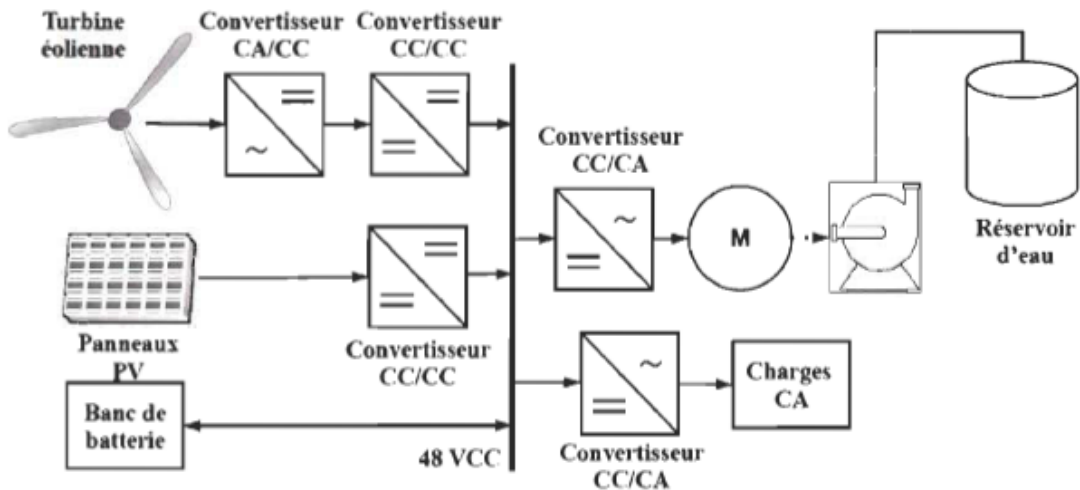 Turbine
éolienne
Convertisseur
CA/CC
Convertisseur
CC/CC
~
Convertisseur
CC/CA
~
M
Réservoir
d'eau
Panneaux
PV
Convertisseur
CC/CC
Banc de
batterie
48 VCC
~
Charges
CA
Convertisseur
CC/CA